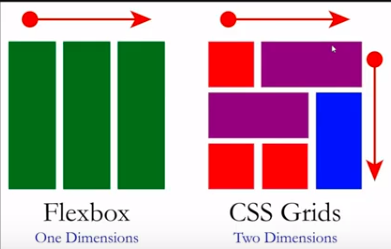 Flexbox
One Dimensions
CSS Grids
Two Dimensions